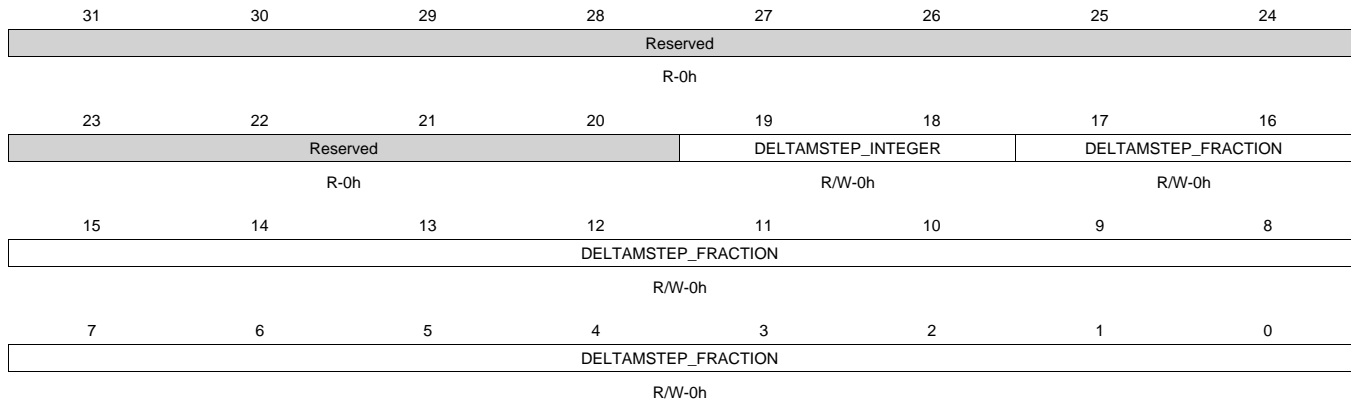 31 30 29 28 27 26 25 24
Reserved
R-0h
23 22 21 20 19 18 17 16
Reserved DELTAMSTEP_INTEGER DELTAMSTEP_FRACTION
R-0h R/W-0h R/W-0h
15 14 13 12 11 10 9 8
DELTAMSTEP_FRACTION
R/W-0h
7 6 5 4 3 2 1 0
DELTAMSTEP_FRACTION
R/W-0h